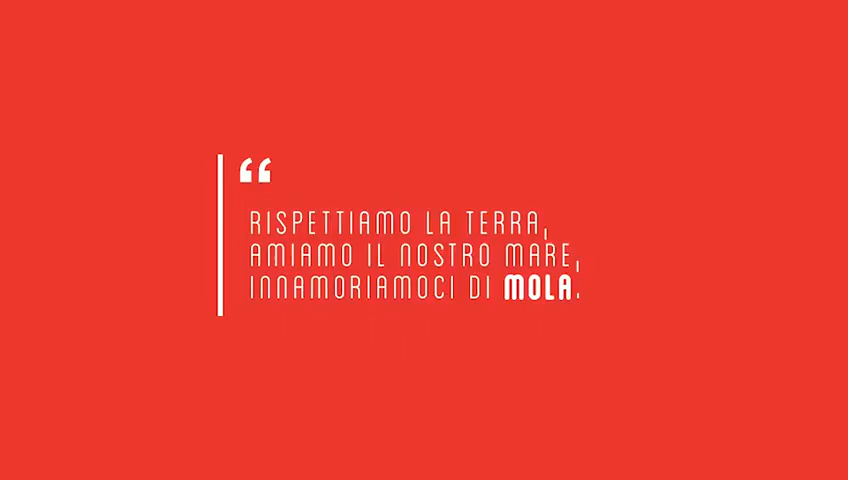 “
RISPETTIAMO LA TERRA,
AMIAMO IL NOSTRO MARE,
INNAMORIAMOCI DI MOLA.